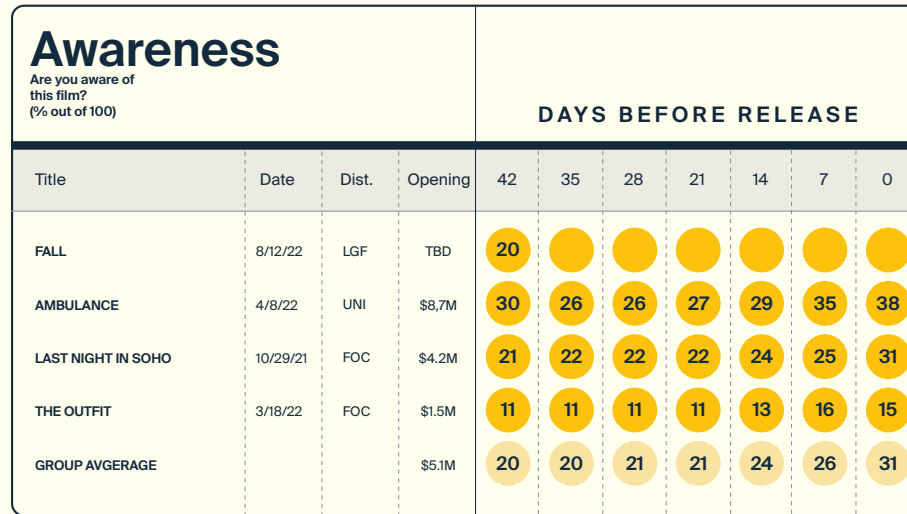 Awareness
Are you aware of
this film?
(% out of 100)
DAYS BEFORE RELEASE
Title Date Dist. Opening 42 35 28 21 14 7 0
FALL 8/12/22 LGF TBD 20
AMBULANCE 4/8/22 UNI $8,7M 30 26 26 27 29 35 38
LAST NIGHT IN SOHO 10/29/21 FOC $4.2M 21 22 22 22 24 25 31
THE OUTFIT 3/18/22 FOC $1.5M 11 11 11 11 13 16 15
GROUP AVGERAGE $5.1M 20 20 21 21 24 26 31